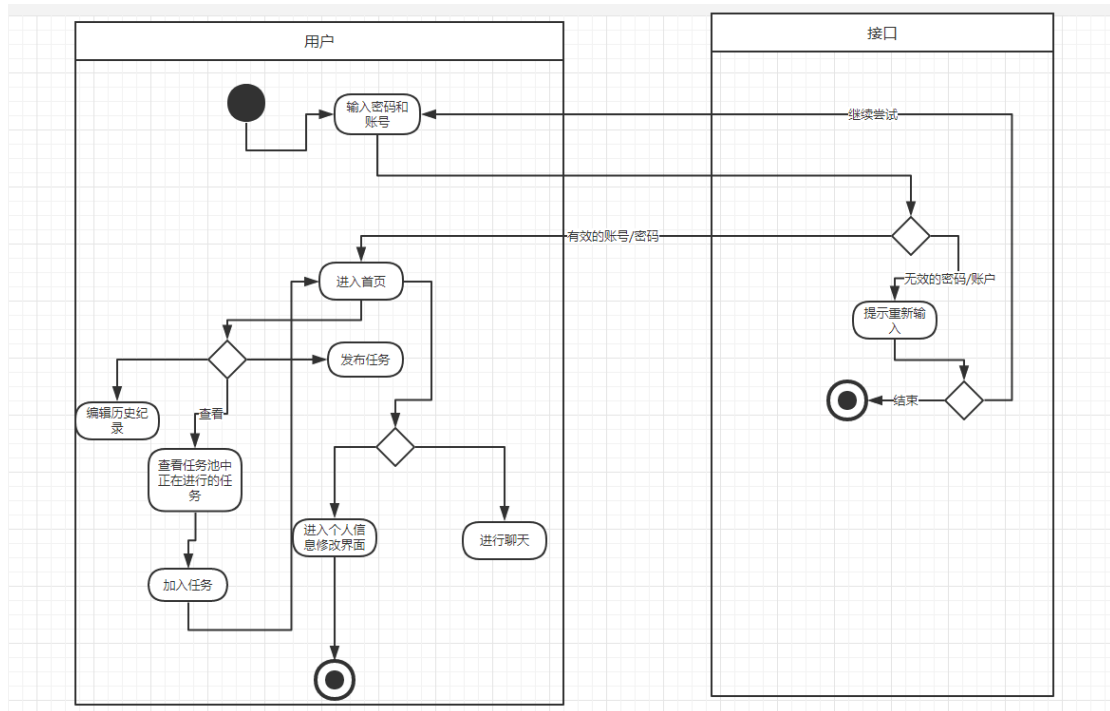 用户
接口
输入密码和
账号
继续尝试
有效的账号/密码
无效的密码/账户
进入首页
提示重新输
入
发布任务
编辑历史纪
录
查看
结束
查看任务池中
正在进行的任
务
进入个人信
息修改界面
进行聊天
加入任务